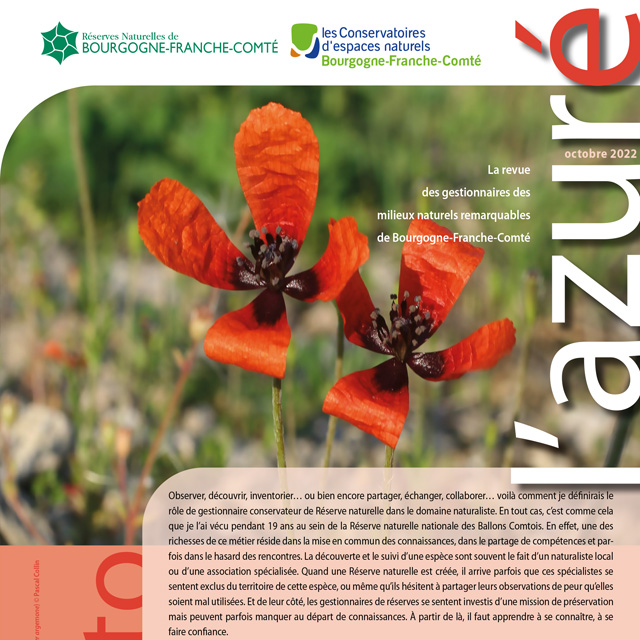 Réserves Naturelles de
BOURGOGNE-FRANCHE-COMTÉ
les Conservatoires
d'espaces naturels
Bourgogne-Franche-Comté
l'azuré
octobre 2022
La revue
des gestionnaires des
milieux naturels remarquables
de Bourgogne-Franche-Comté
Observer, découvrir, inventorier… ou bien encore partager, échanger, collaborer… voilà comment je définirais le
rôle de gestionnaire conservateur de Réserve naturelle dans le domaine naturaliste. En tout cas, c'est comme cela
que je l'ai vécu pendant 19 ans au sein de la Réserve naturelle nationale des Ballons Comtois. En effet, une des
richesses de ce métier réside dans la mise en commun des connaissances, dans le partage de compétences et par-
fois dans le hasard des rencontres. La découverte et le suivi d'une espèce sont souvent le fait d'un naturaliste local
ou d'une association spécialisée. Quand une Réserve naturelle est créée, il arrive parfois que ces spécialistes se
sentent exclus du territoire de cette espèce, ou même qu'ils hésitent à partager leurs observations de peur qu'elles
soient mal utilisées. Et de leur côté, les gestionnaires de réserves se sentent investis d'une mission de préservation
mais peuvent parfois manquer au départ de connaissances. À partir de là, il faut apprendre à se connaître, à se
faire confiance.
to
argemone) © Pascal Collin